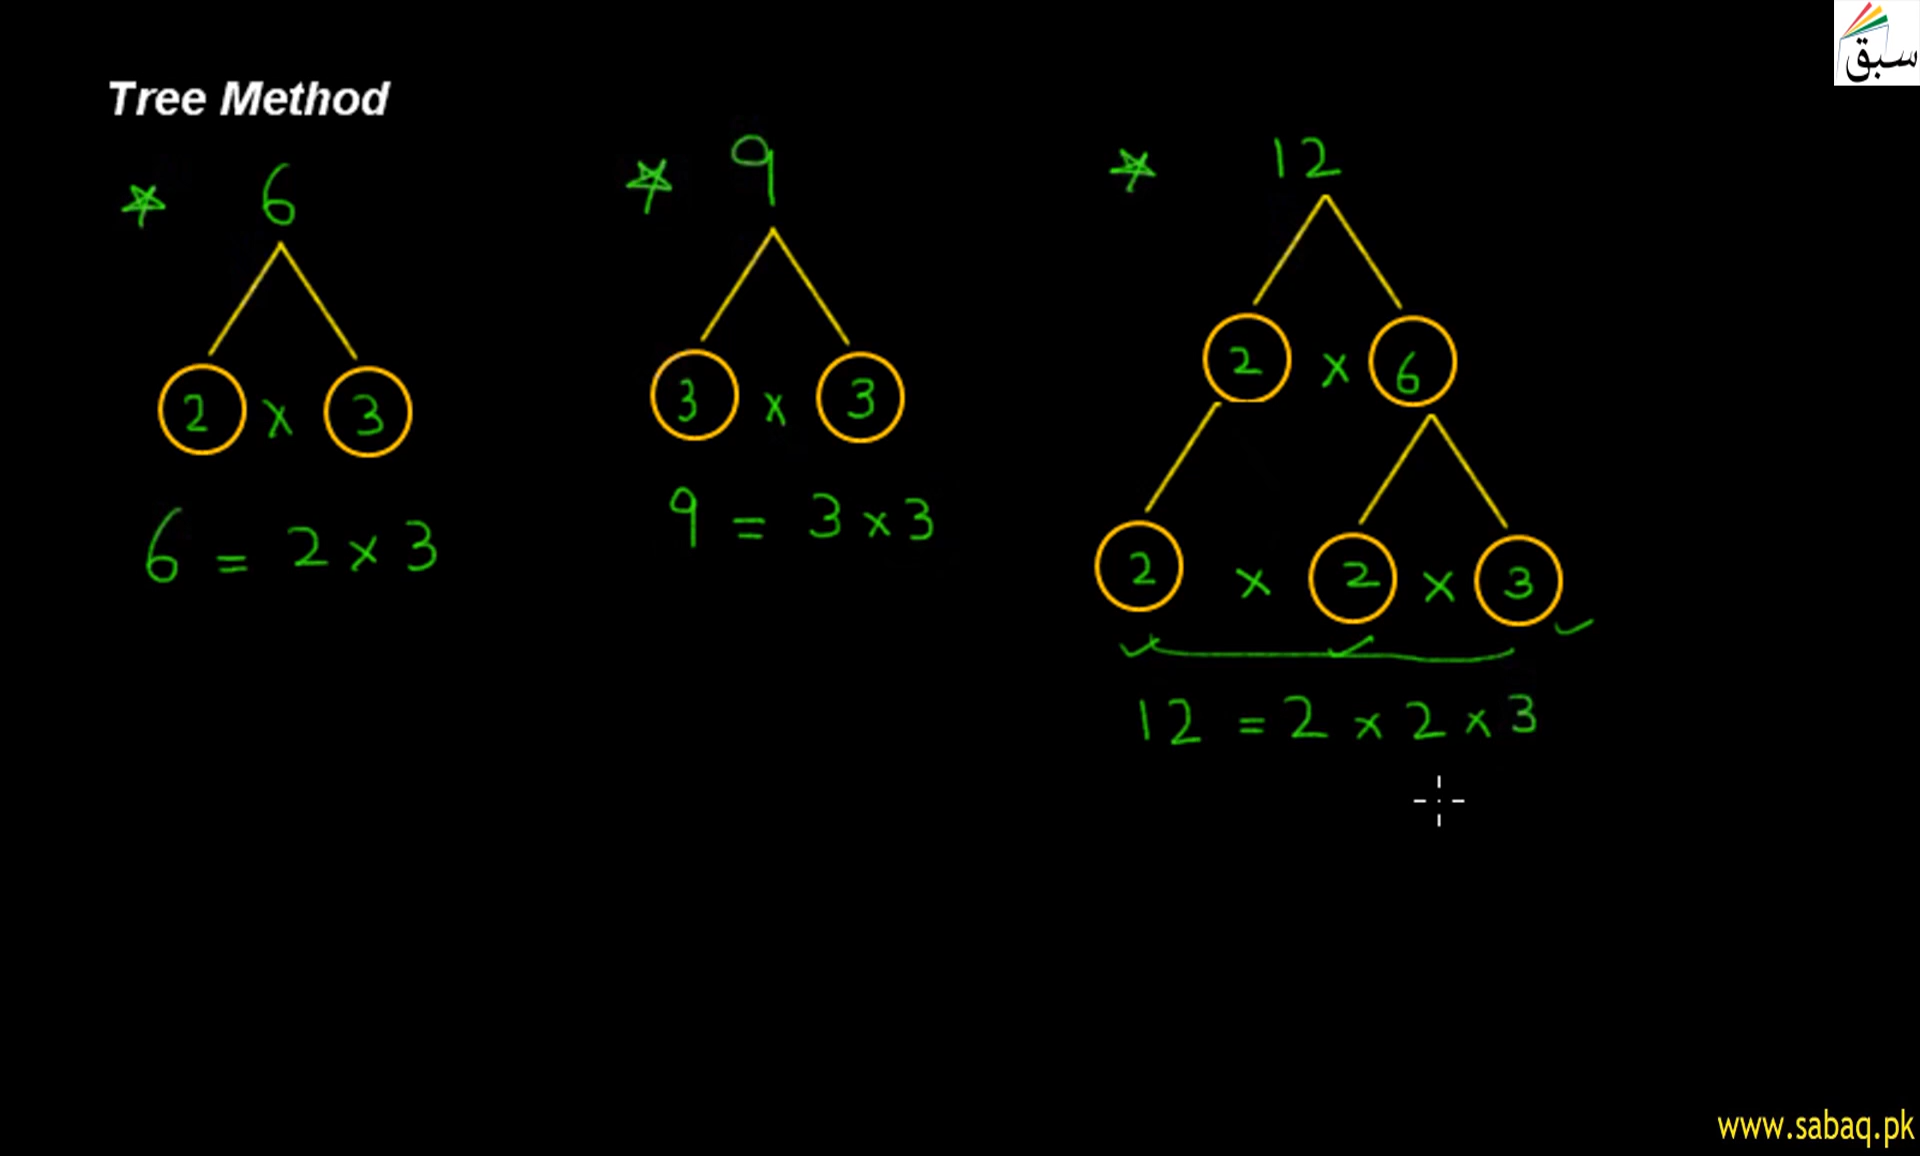 سبق
Tree Method
6
2 x 3
6 = 2 x 3
9
3 x 3
9 = 3 x 3
12
2 x 6
2 x 2 x 3
12 = 2 x 2 x 3
www.sabaq.pk